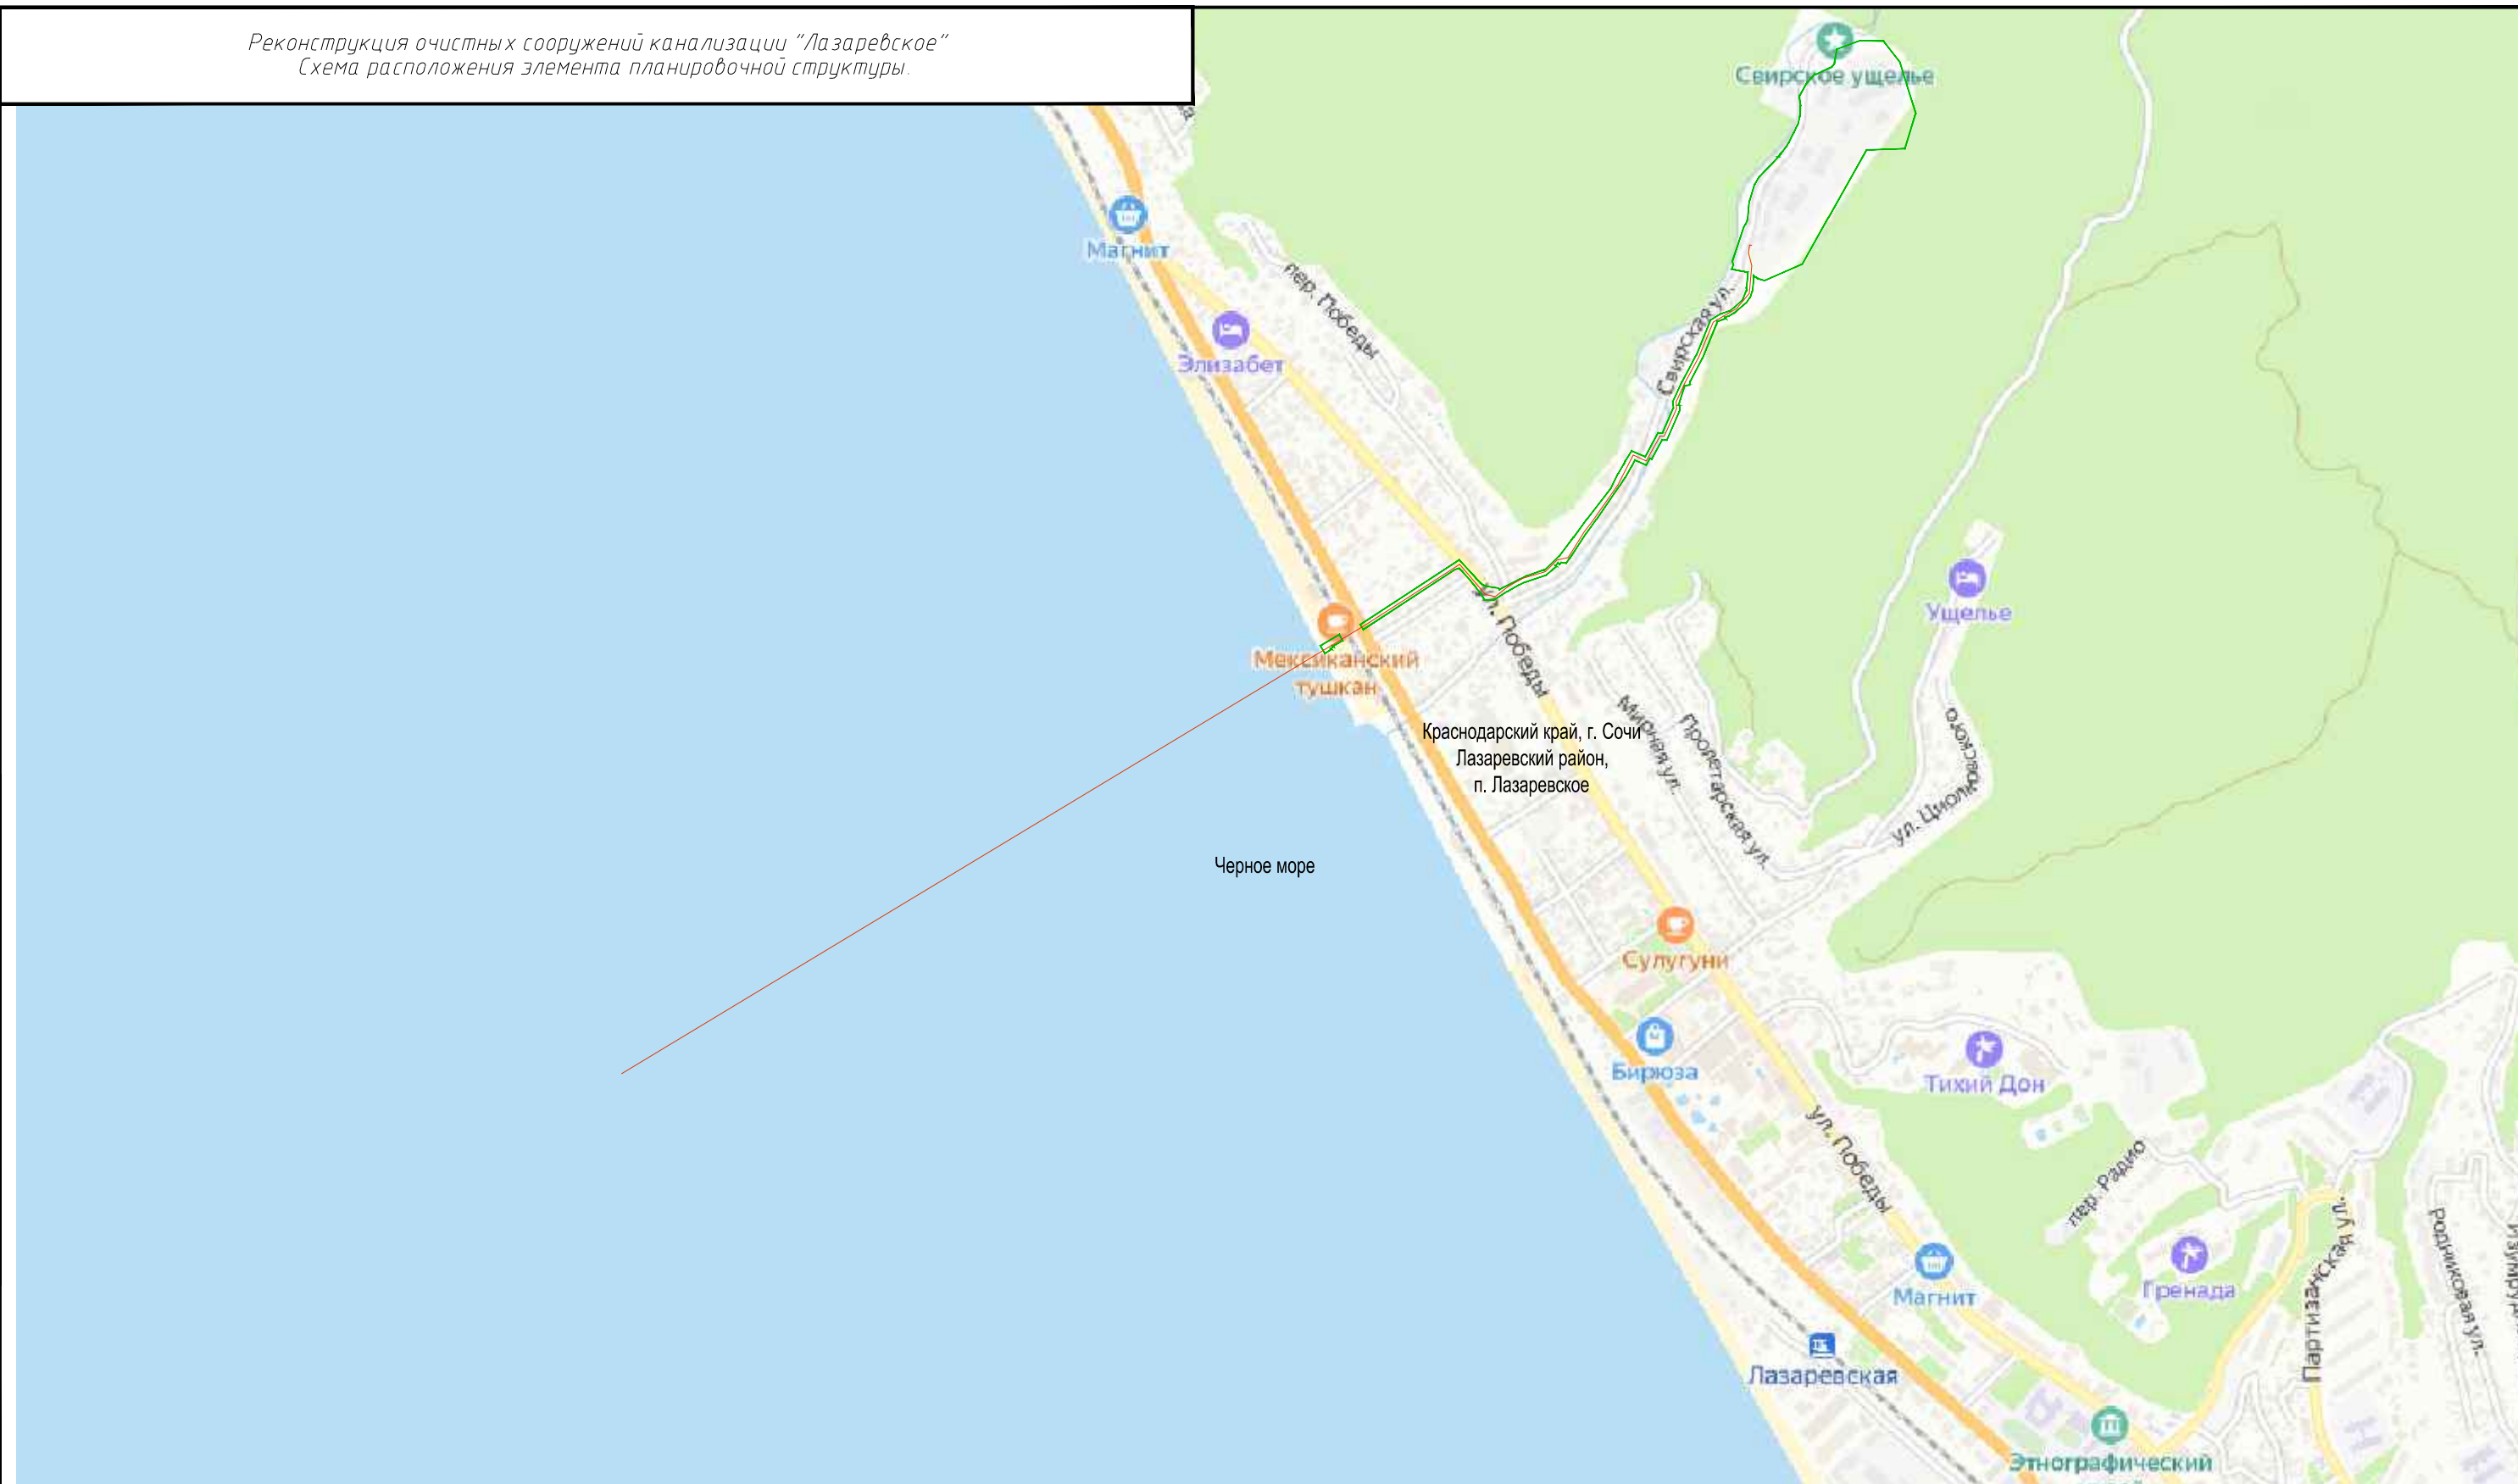 Реконструкция очистных сооружений канализации "Лазаревское"
Схема расположения элемента планировочной структуры.
Свирское ущелье
Магнит
пер. Победы
Элизабет
Свирская ул.
Ущелье
ул. Победы
Мексиканский
тушкан
Мирная ул.
Пролетарская ул.
Краснодарский край, г. Сочи
Лазаревский район,
п. Лазаревское
ул. Циолковского
Черное море
Сулугуни
Бирюза
Тихий Дон
ул. Победы
пер. Радио
Партизанская ул.
Родниковая ул.
Гренада
Магнит
Лазаревская
Этнографический